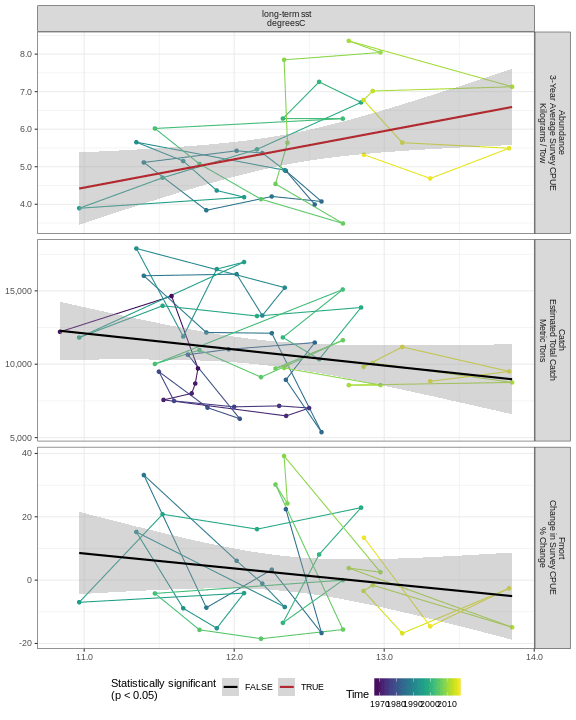 long-term sst
degreesC
8.0
7.0
6.0
5.0
4.0
Abundance
3-Year Average Survey CPUE
Kilograms / Tow
15,000
10,000
5,000
Catch
Estimated Total Catch
Metric Tons
40
20
0
-20
Fmort
Change in Survey CPUE
% Change
11.0 12.0 13.0 14.0
Statistically significant
(p < 0.05)
FALSE TRUE
Time
1970 1980 1990 2000 2010